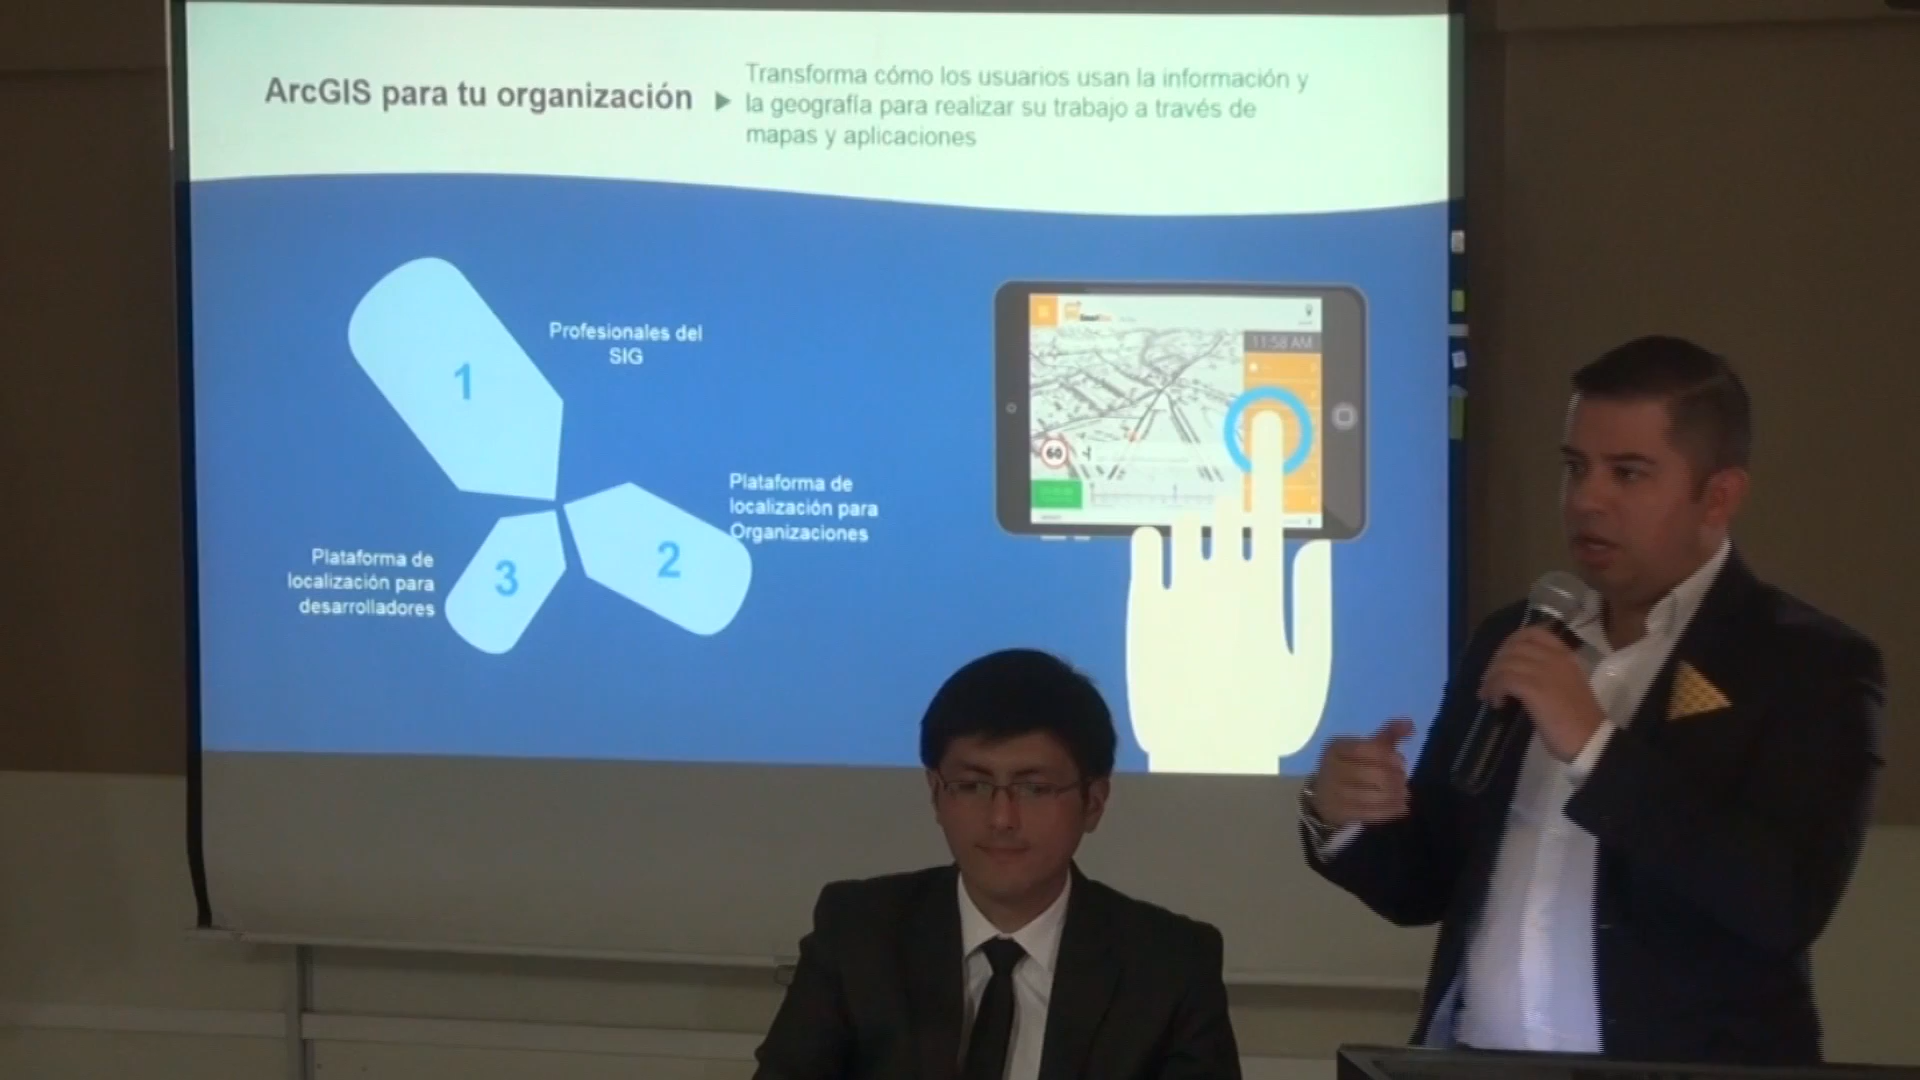 ArcGIS para tu organización
Transforma cómo los usuarios usan la información y
la geografía para realizar su trabajo a través de
mapas y aplicaciones
1
Profesionales del
SIG
Plataforma de
localización para
Organizaciones
2
3
Plataforma de
localización para
desarrolladores
11:58 AM
60